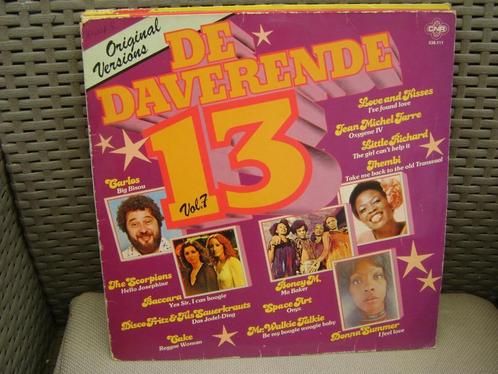 Original
Versions
DE
DAVERENDE
13
Vol.7
CNR
Love and Kisses
I've found love
Jean Michel Jarre
Oxygene IV
Little Richard
The girl can't help it
Thembi
Take me back to the old Transvaal
Carlos
Big Bisou
The Scorpions
Hello Josephine
Baccara
Yes Sir, I can boogie
Disco Fritz & His Sauerkrauts
Das Jodel-Ding
Cake
Reggae Woman
Boney M.
Ma Baker
Space Art
Onyx
Mr. Walkie Talkie
Be my boogie woogie baby
Donna Summer
I feel love